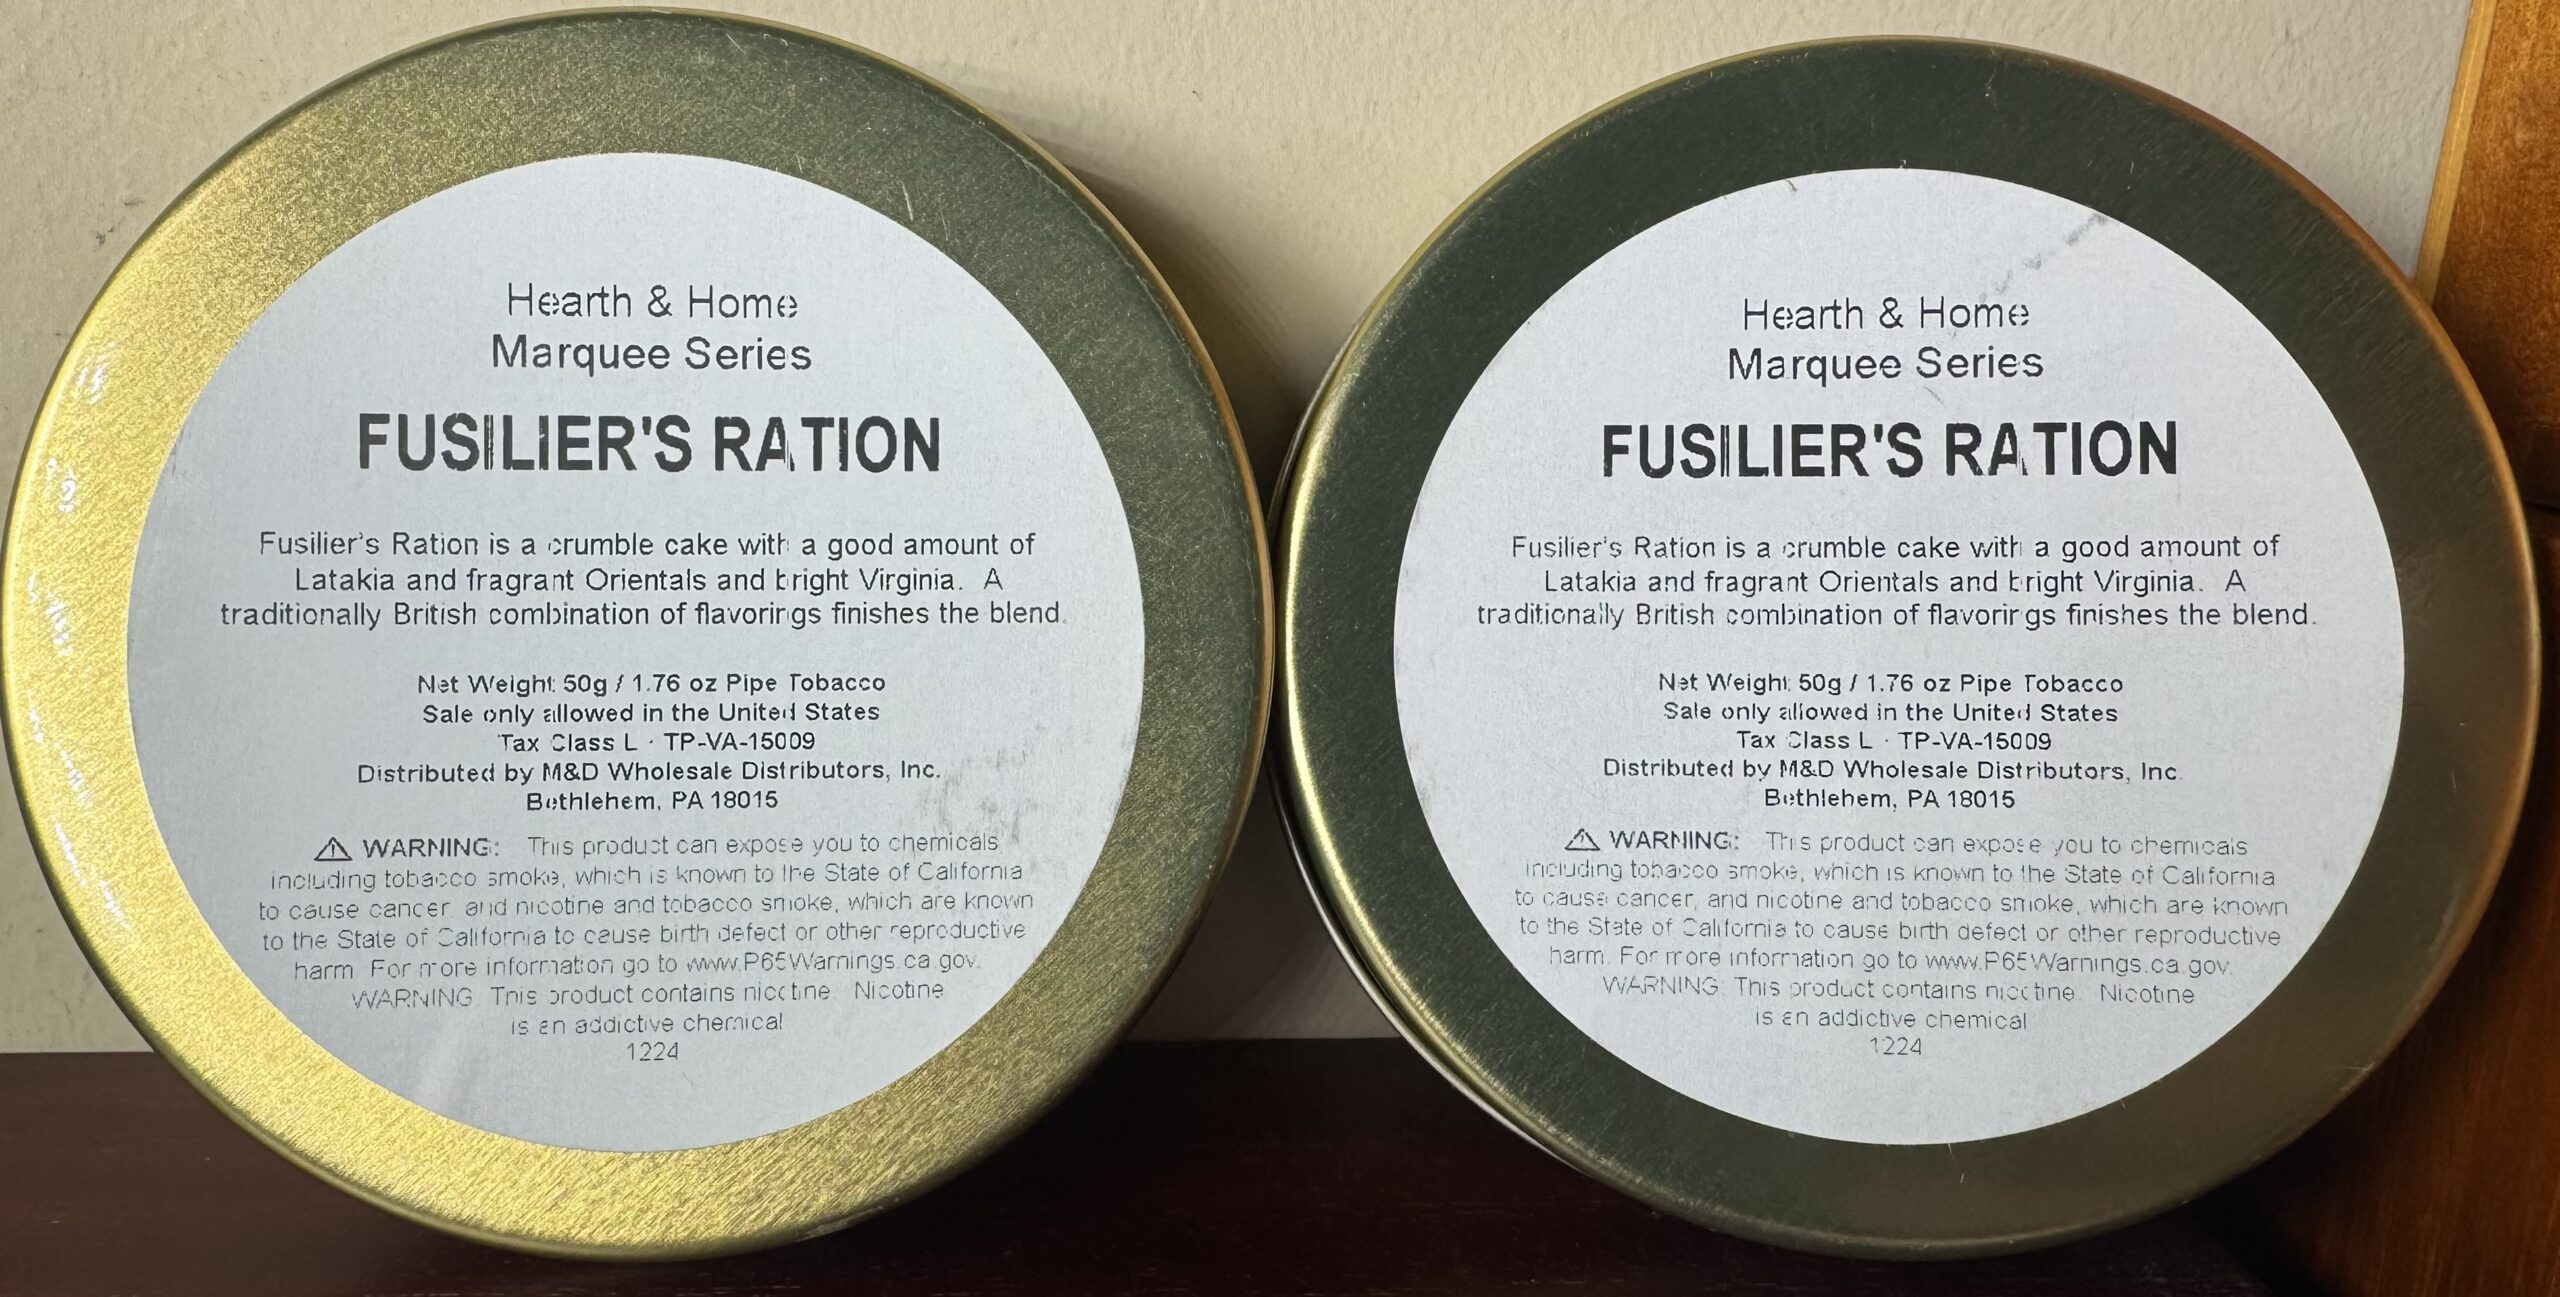 Hearth & Home
Marquee Series
FUSILIER'S RATION
Fusilier's Ration is a crumble cake with a good amount of
Latakia and fragrant Orientals and bright Virginia. A
traditionally British combination of flavorings finishes the blend.
Net Weight: 50g / 1.76 oz Pipe Tobacco
Sale only allowed in the United States
Tax Class L · TP-VA-15009
Distributed by M&D Wholesale Distributors, Inc.
Bethlehem, PA 18015
⚠ WARNING: This product can expose you to chemicals
including tobacco smoke, which is known to the State of California
to cause cancer, and nicotine and tobacco smoke, which are known
to the State of California to cause birth defect or other reproductive
harm. For more information go to www.P65Warnings.ca.gov.
WARNING: This product contains nicotine. Nicotine
is an addictive chemical
1224
Hearth & Home
Marquee Series
FUSILIER'S RATION
Fusilier's Ration is a crumble cake with a good amount of
Latakia and fragrant Orientals and bright Virginia. A
traditionally British combination of flavorings finishes the blend.
Net Weight: 50g / 1.76 oz Pipe Tobacco
Sale only allowed in the United States
Tax Class L · TP-VA-15009
Distributed by M&D Wholesale Distributors, Inc.
Bethlehem, PA 18015
⚠ WARNING: This product can expose you to chemicals
including tobacco smoke, which is known to the State of California
to cause cancer, and nicotine and tobacco smoke, which are known
to the State of California to cause birth defect or other reproductive
harm. For more information go to www.P65Warnings.ca.gov.
WARNING: This product contains nicotine. Nicotine
is an addictive chemical
1224